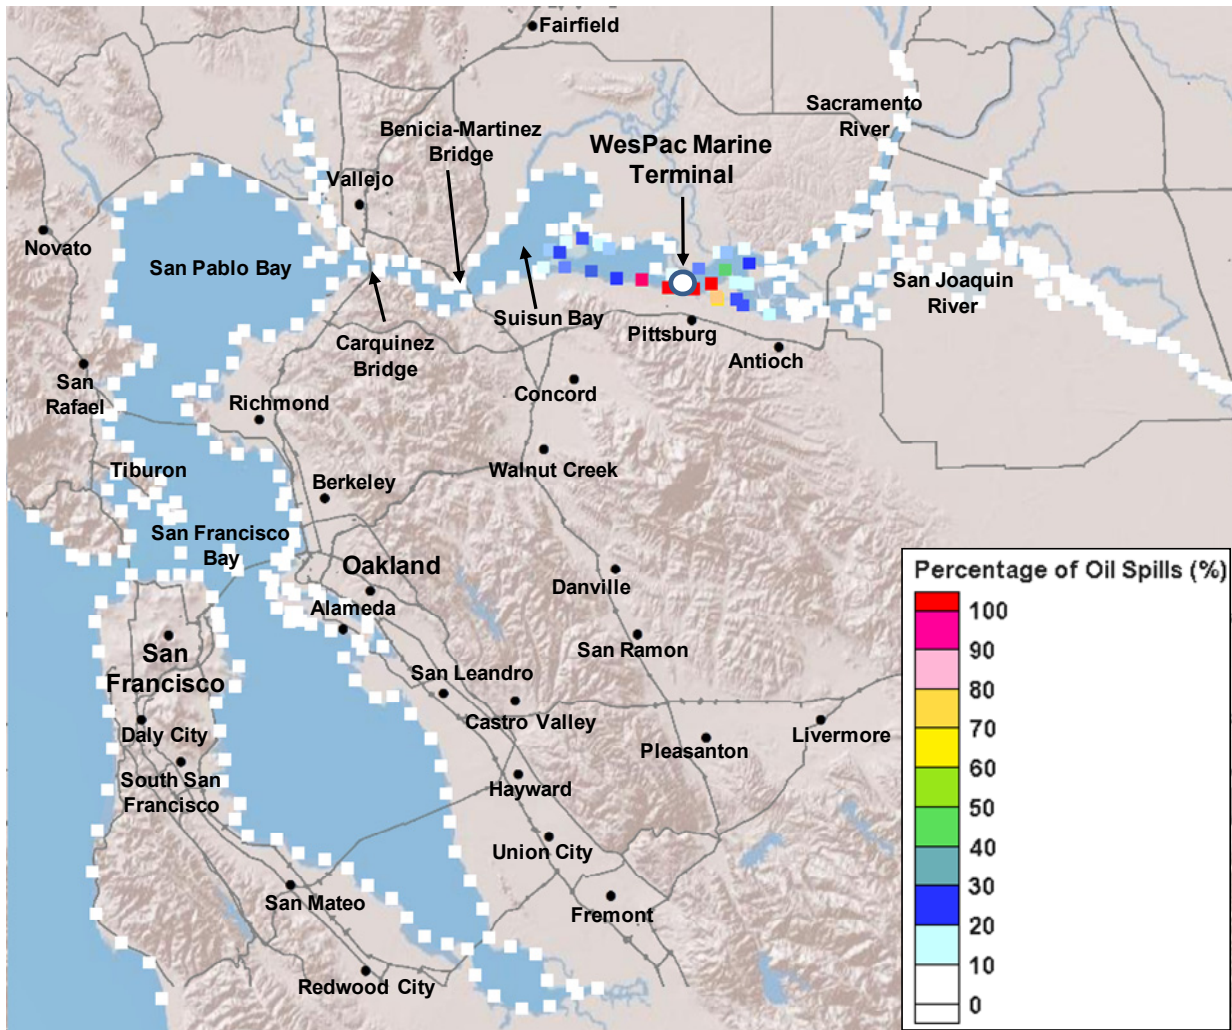 Fairfield
Sacramento
River
Benicia-Martinez
Bridge
WesPac Marine
Terminal
Vallejo
Novato
San Pablo Bay
San Joaquin
River
Suisun Bay
Pittsburg
Carquinez
Bridge
Antioch
San
Rafael
Concord
Richmond
Walnut Creek
Tiburon
Berkeley
San Francisco
Bay
Oakland
Danville
Alameda
San
Francisco
San Ramon
San Leandro
Castro Valley
Daly City
Pleasanton
Livermore
South San
Francisco
Hayward
Union City
San Mateo
Fremont
Redwood City
Percentage of Oil Spills (%)
100
90
80
70
60
50
40
30
20
10
0